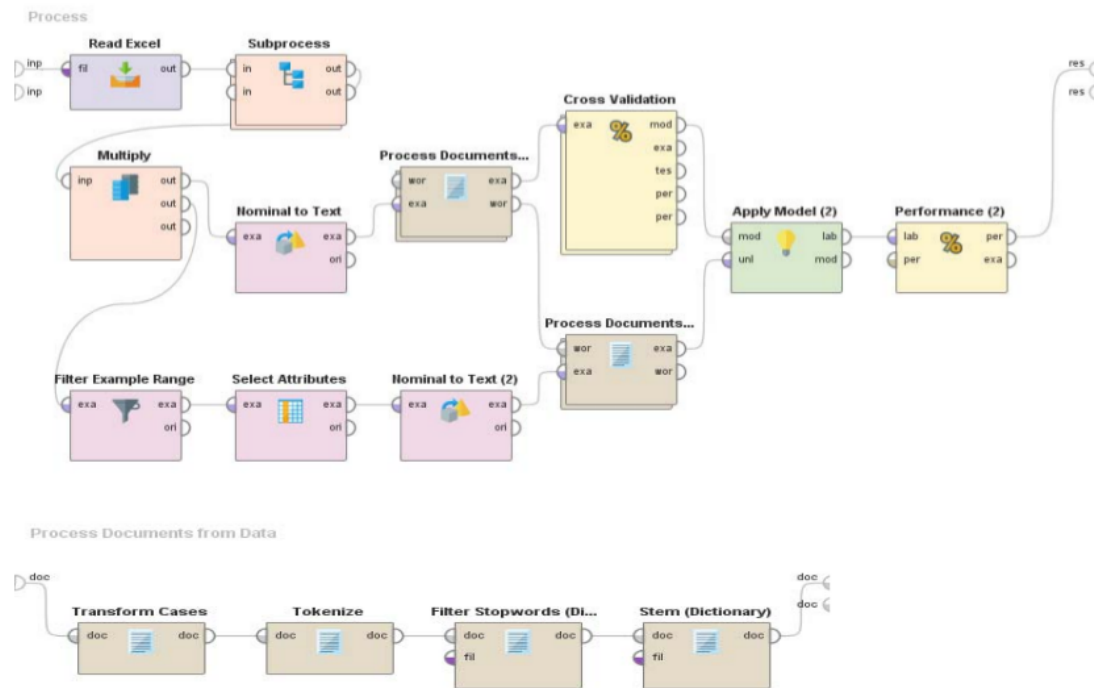 Process
Read Excel
Subprocess
inp
fil
out
in
out
res
inp
in
out
res
Cross Validation
exa
mod
exa
tes
per
per
Multiply
inp
out
out
out
Process Documents...
wor
exa
exa
wor
Nominal to Text
exa
exa
ori
Apply Model (2)
mod
lab
unl
mod
Performance (2)
lab
per
per
exa
Process Documents...
wor
exa
exa
wor
Filter Example Range
exa
exa
ori
Select Attributes
exa
exa
ori
Nominal to Text (2)
exa
exa
ori
Process Documents from Data
doc
doc
doc
Transform Cases
doc
doc
Tokenize
doc
doc
Filter Stopwords (Di...
doc
doc
fil
Stem (Dictionary)
doc
doc
fil